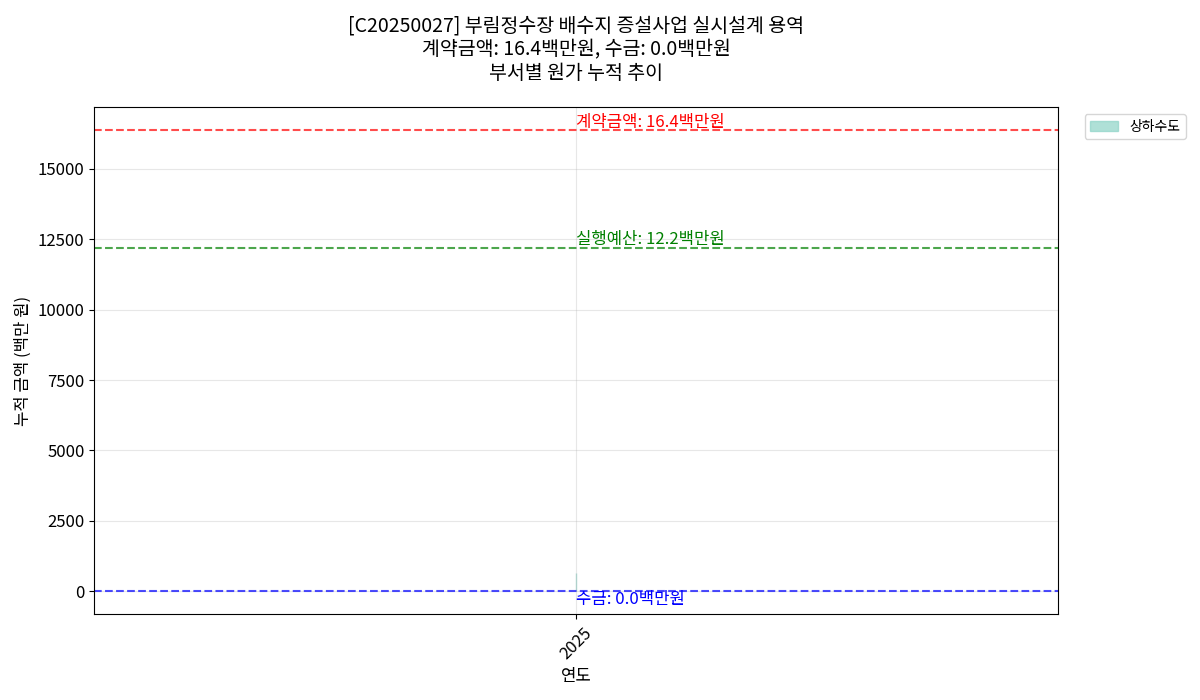 [C20250027] 부림정수장 배수지 증설사업 실시설계 용역
계약금액: 16.4백만원, 수금: 0.0백만원
부서별 원가 누적 추이
계약금액: 16.4백만원
상하수도
15000
실행예산: 12.2백만원
12500
10000
누적 금액 (백만 원)
7500
5000
2500
0
수금: 0.0백만원
2025
연도